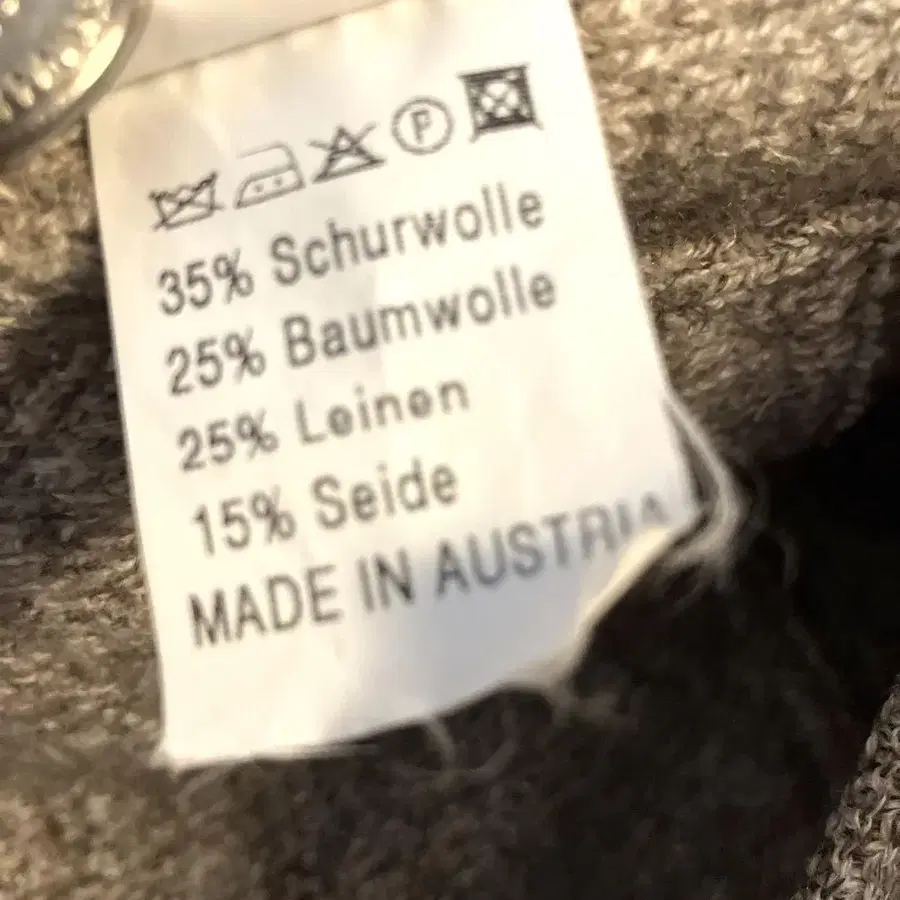 F
35% Schurwolle
25% Baumwolle
25% Leinen
15% Seide
MADE IN AUSTRIA